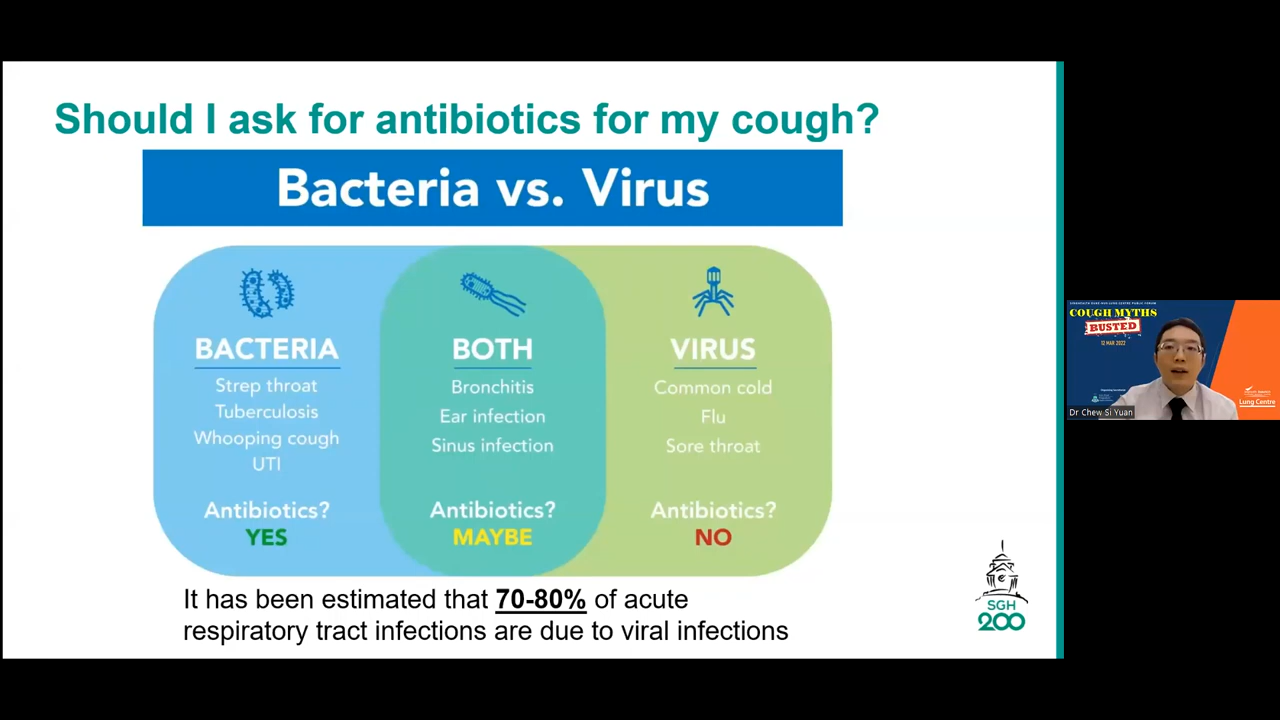 Should I ask for antibiotics for my cough?
Bacteria vs. Virus
BACTERIA
Strep throat
Tuberculosis
Whooping cough
UTI
Antibiotics?
YES
BOTH
Bronchitis
Ear infection
Sinus infection
Antibiotics?
MAYBE
VIRUS
Common cold
Flu
Sore throat
Antibiotics?
NO
It has been estimated that 70-80% of acute
respiratory tract infections are due to viral infections
SGH
200
COUGH MYTHS
BUSTED
12 MAR 2022
Lung Centre
Dr Chew Si Yuan